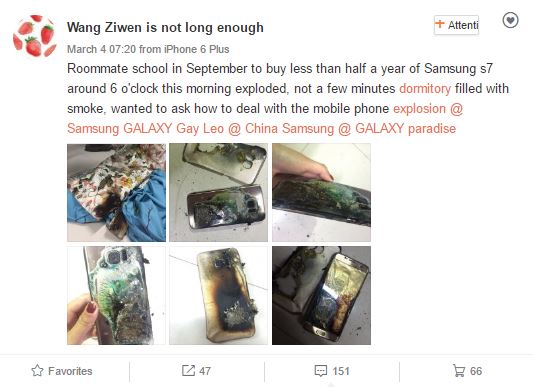 Wang Ziwen is not long enough
+ Attenti
March 4 07:20 from iPhone 6 Plus
Roommate school in September to buy less than half a year of Samsung s7
around 6 o'clock this morning exploded, not a few minutes dormitory filled with
smoke, wanted to ask how to deal with the mobile phone explosion @
Samsung GALAXY Gay Leo @ China Samsung @ GALAXY paradise
Favorites
47
151
66